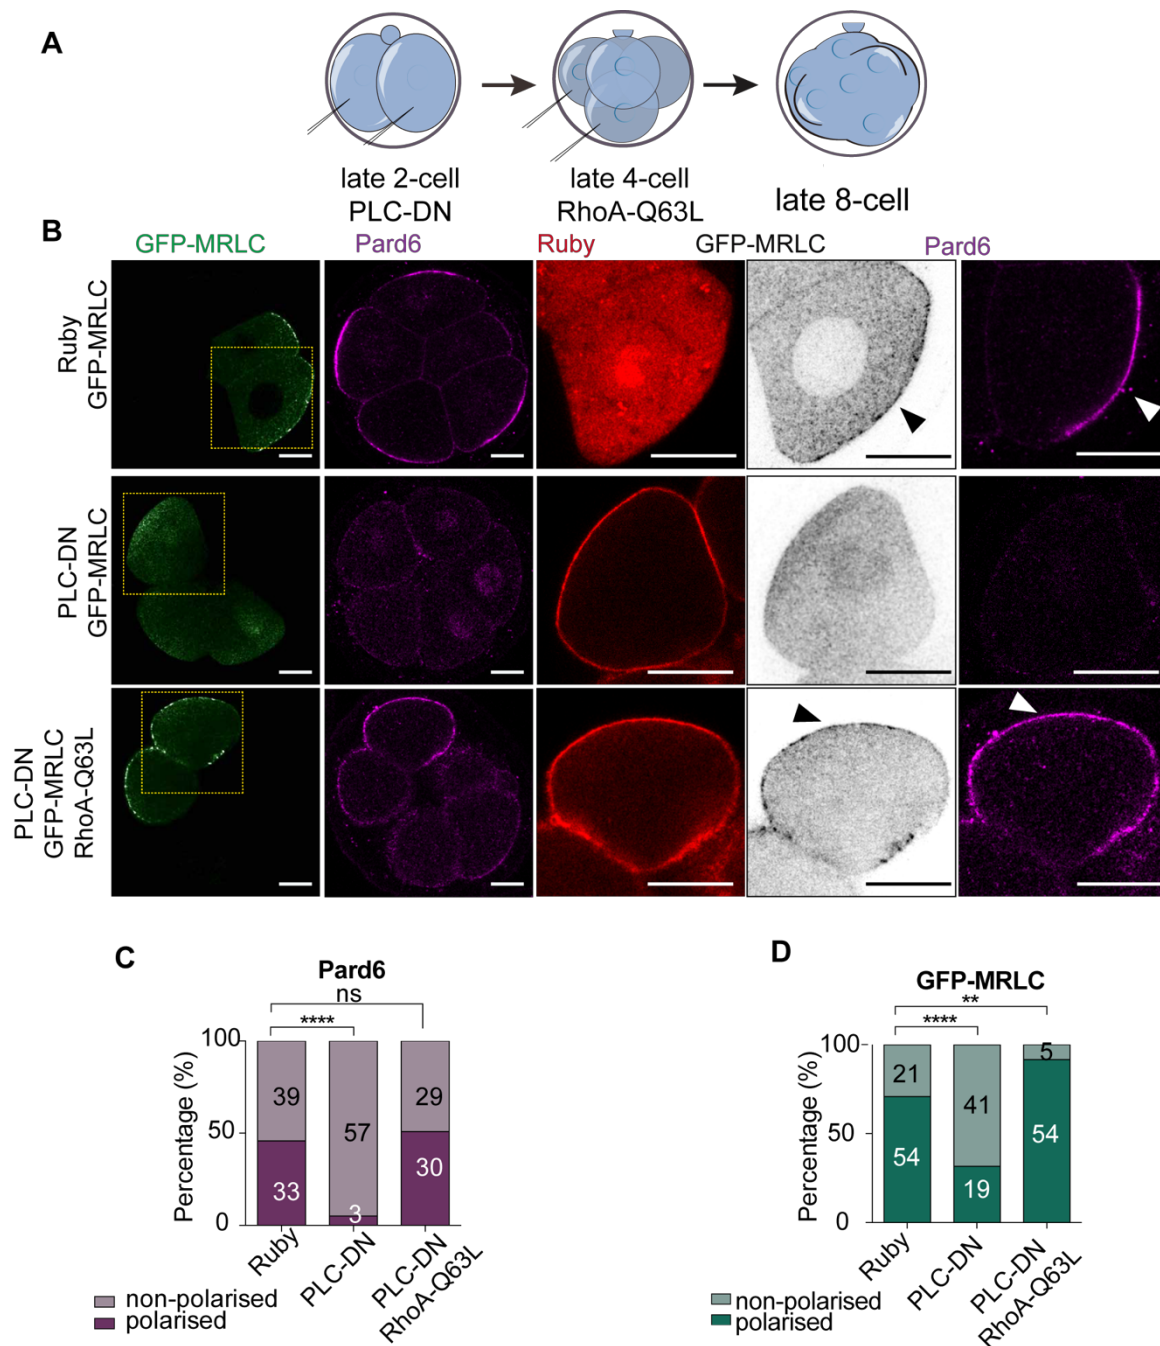 A
late 2-cell
PLC-DN
late 4-cell
RhoA-Q63L
late 8-cell
B
GFP-MRLC
Pard6
Ruby
GFP-MRLC
Pard6
Ruby
GFP-MRLC
PLC-DN
GFP-MRLC
PLC-DN
GFP-MRLC
RhoA-Q63L
C
Pard6
ns
****
Percentage (%)
100
50
0
39
33
57
3
29
30
Ruby
PLC-DN
PLC-DN
RhoA-Q63L
non-polarised
polarised
D
GFP-MRLC
**
****
Percentage (%)
100
50
0
21
54
41
19
5
54
Ruby
PLC-DN
PLC-DN
RhoA-Q63L
non-polarised
polarised